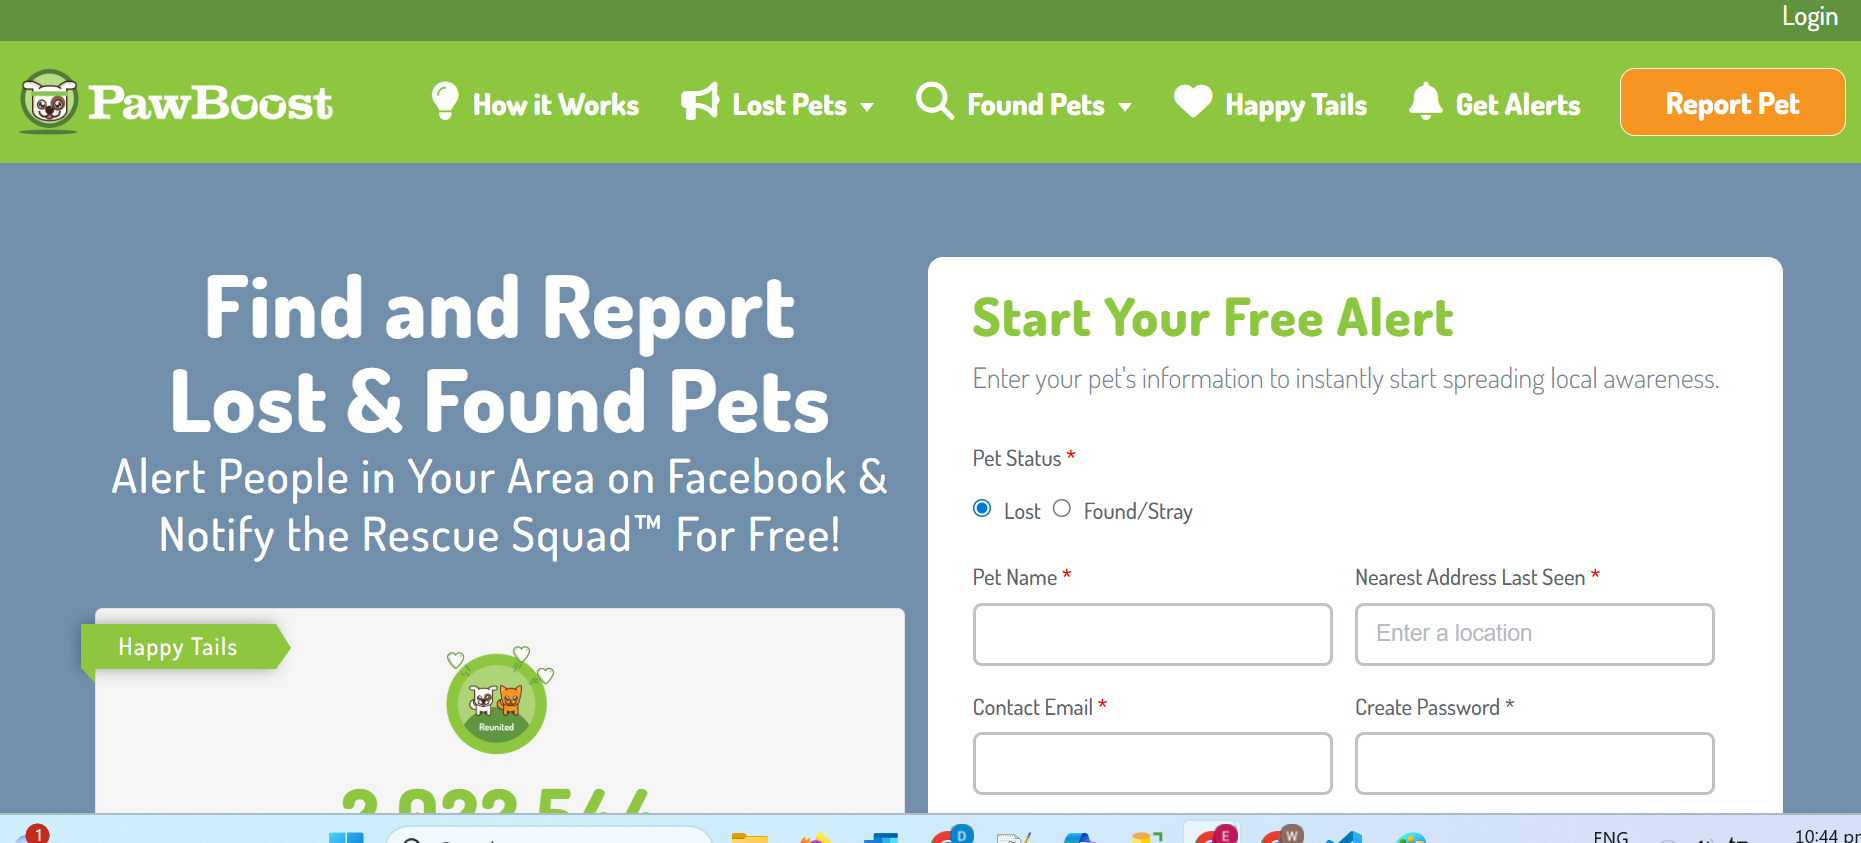 Login
PawBoost
How it Works
Lost Pets
Found Pets
Happy Tails
Get Alerts
Report Pet
Find and Report
Lost & Found Pets
Alert People in Your Area on Facebook &
Notify the Rescue Squad™ For Free!
Happy Tails
Reunited
Start Your Free Alert
Enter your pet's information to instantly start spreading local awareness.
Pet Status *
Lost Found/Stray
Pet Name * Nearest Address Last Seen *
Enter a location
Contact Email * Create Password *
1
D
E
W
ENG
10:44